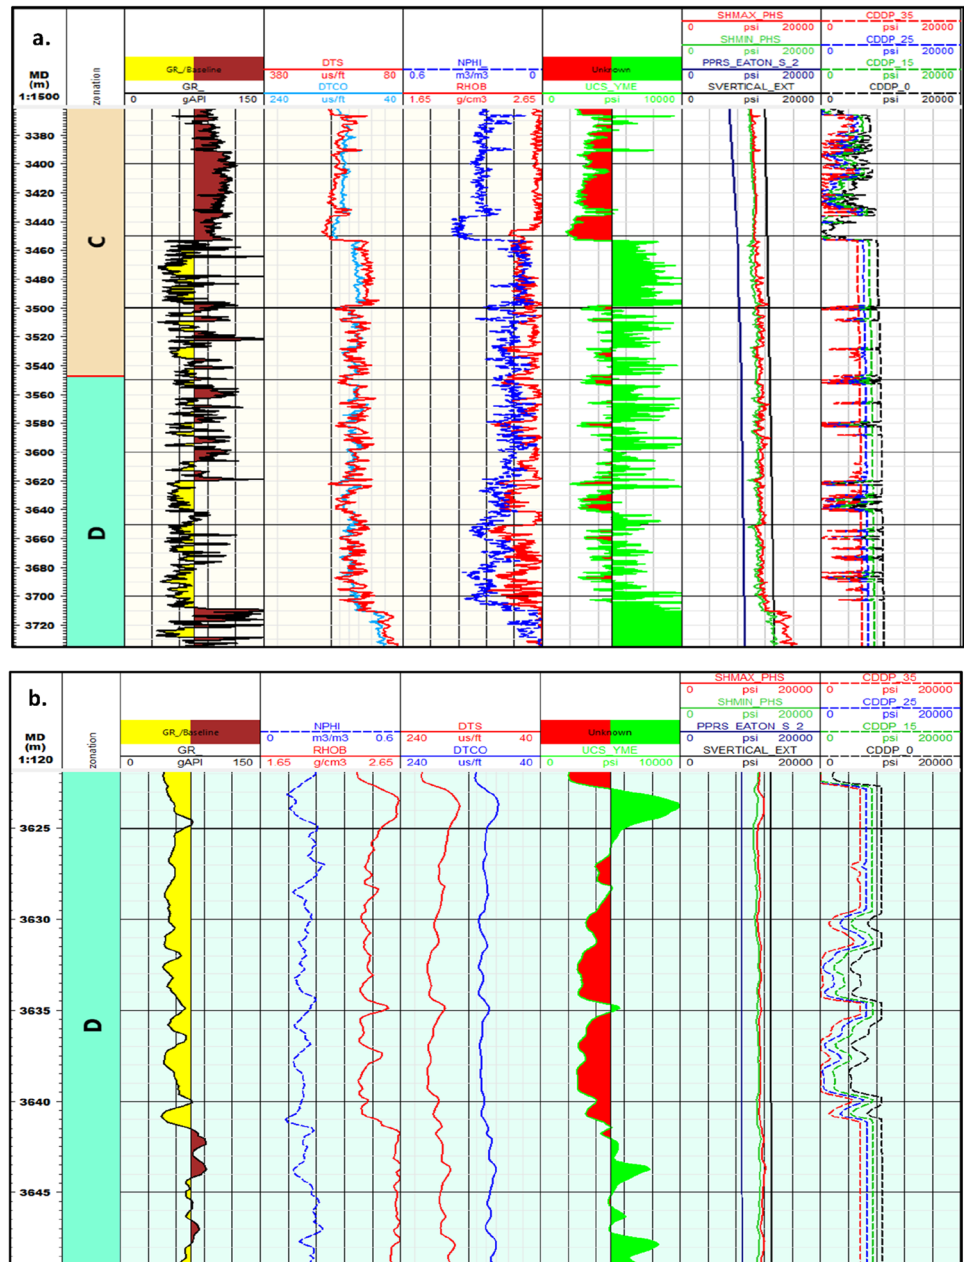 a.
SHMAX_PHS CDDP_35
0 psi 20000 0 psi 20000
SHMIN_PHS CDDP_25
0 psi 20000 0 psi 20000
GR_/Baseline DTS NPHI_ Unknown PPRS_EATON_S_2 CDDP_15
380 us/ft 80 0.6 m3/m3 0 0 psi 20000 0 psi 20000
MD (m) 1:1500 zonation GR_ DTCO RHOB UCS_YME SVERTICAL_EXT CDDP_0
0 gAPI 150 240 us/ft 40 1.65 g/cm3 2.65 0 psi 10000 0 psi 20000 0 psi 20000
3380
3400
3420
3440
C
3460
3480
3500
3520
3540
3560
3580
3600
3620
D
3640
3660
3680
3700
3720
b.
SHMAX_PHS CDDP_35
0 psi 20000 0 psi 20000
SHMIN_PHS CDDP_25
0 psi 20000 0 psi 20000
GR_/Baseline NPHI DTS Unknown PPRS_EATON_S_2 CDDP_15
0 m3/m3 0.6 240 us/ft 40 0 psi 20000 0 psi 20000
MD (m) 1:120 zonation GR_ RHOB DTCO UCS_YME SVERTICAL_EXT CDDP_0
0 gAPI 150 1.65 g/cm3 2.65 240 us/ft 40 0 psi 10000 0 psi 20000 0 psi 20000
3625
3630
3635
D
3640
3645